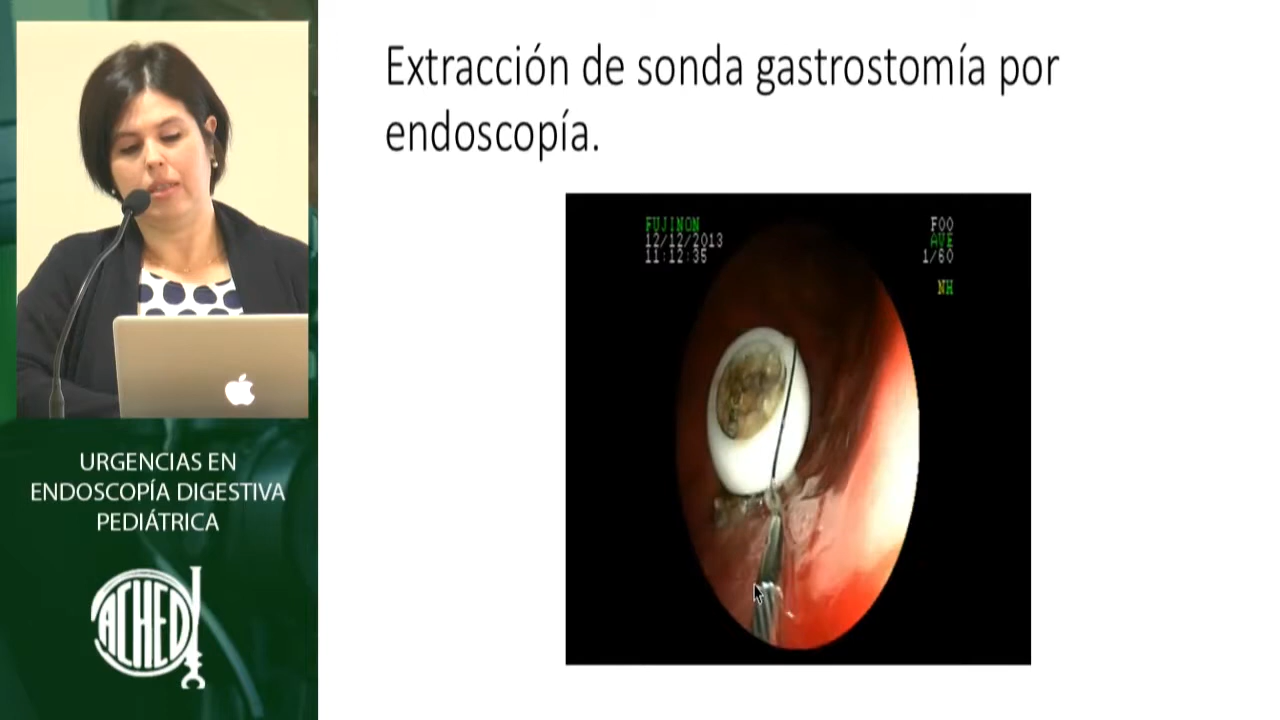 Extracción de sonda gastrostomía por
endoscopía.
FUJINON
12/12/2013
11:12:35
F00
AVE
1/60
NH
URGENCIAS EN
ENDOSCOPÍA DIGESTIVA
PEDIÁTRICA
ACHED